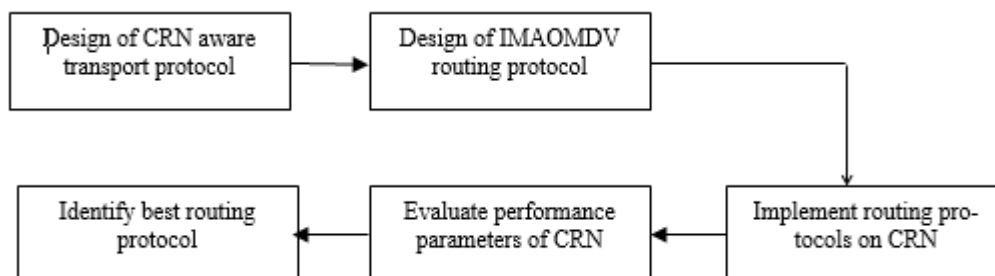 Design of CRN aware
transport protocol
Design of IMAOMDV
routing protocol
Implement routing pro-
tocols on CRN
Evaluate performance
parameters of CRN
Identify best routing
protocol